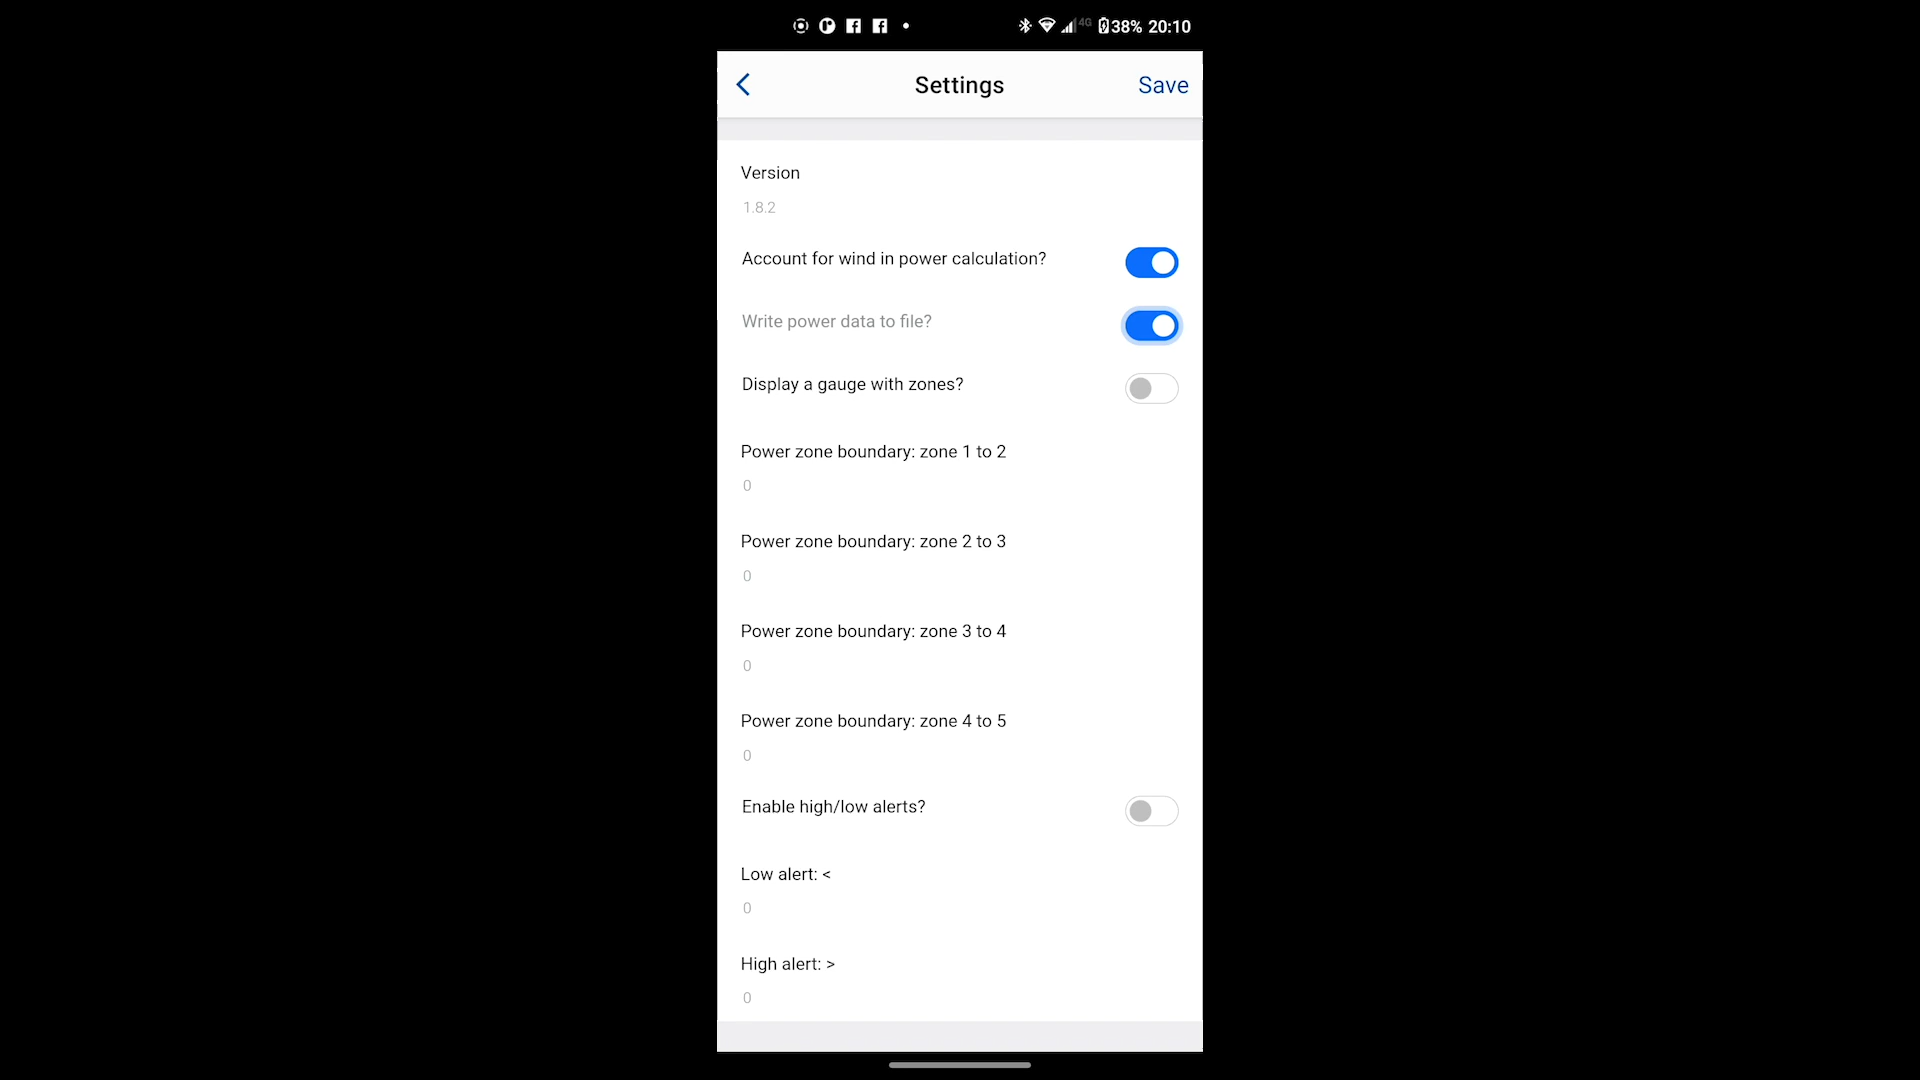 4G 38% 20:10
Settings
Save
Version
1.8.2
Account for wind in power calculation?
Write power data to file?
Display a gauge with zones?
Power zone boundary: zone 1 to 2
0
Power zone boundary: zone 2 to 3
0
Power zone boundary: zone 3 to 4
0
Power zone boundary: zone 4 to 5
0
Enable high/low alerts?
Low alert: <
0
High alert: >
0